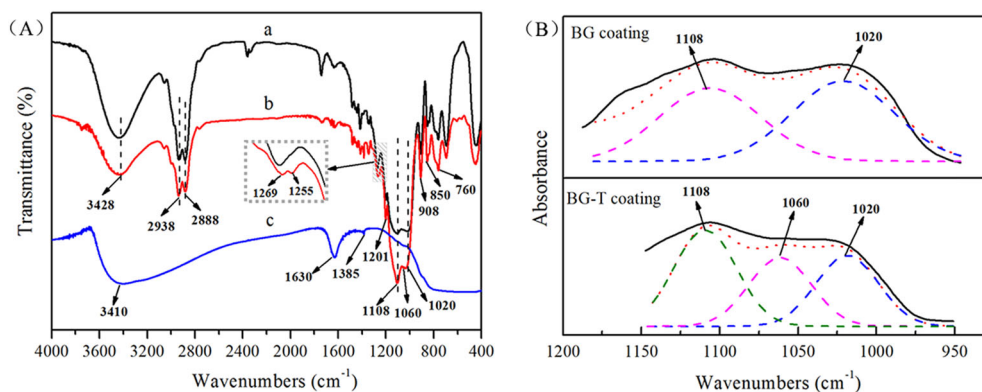 (A)
a
b
c
Transmittance (%)
3428
2938
2888
3410
1269
1255
1630
1385
1201
1108
1060
1020
908
850
760
4000 3600 3200 2800 2400 2000 1600 1200 800 400
Wavenumbers (cm⁻¹)
(B)
BG coating
1108
1020
BG-T coating
1108
1060
1020
Absorbance
1200 1150 1100 1050 1000 950
Wavenumbers (cm⁻¹)